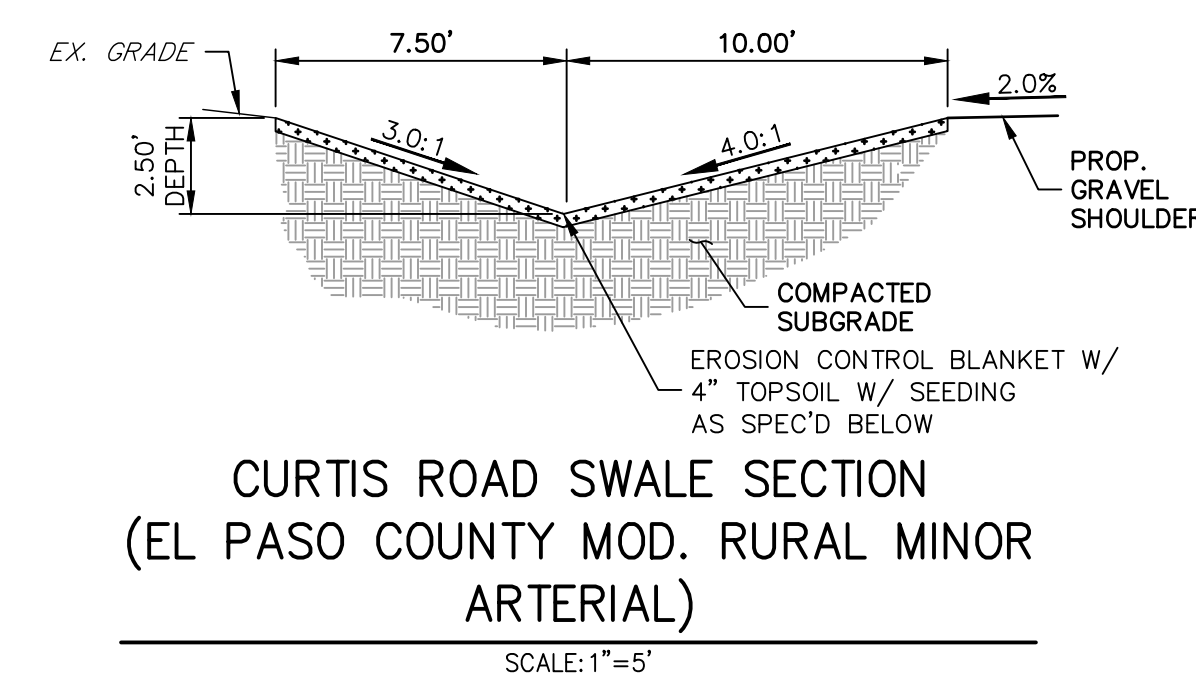 7.50'
10.00'
EX. GRADE
2.0%
3.0:1
4.0:1
2.50'
DEPTH
PROP.
GRAVEL
SHOULDER
COMPACTED
SUBGRADE
EROSION CONTROL BLANKET W/
4" TOPSOIL W/ SEEDING
AS SPEC'D BELOW
CURTIS ROAD SWALE SECTION
(EL PASO COUNTY MOD. RURAL MINOR
ARTERIAL)
SCALE: 1"=5'